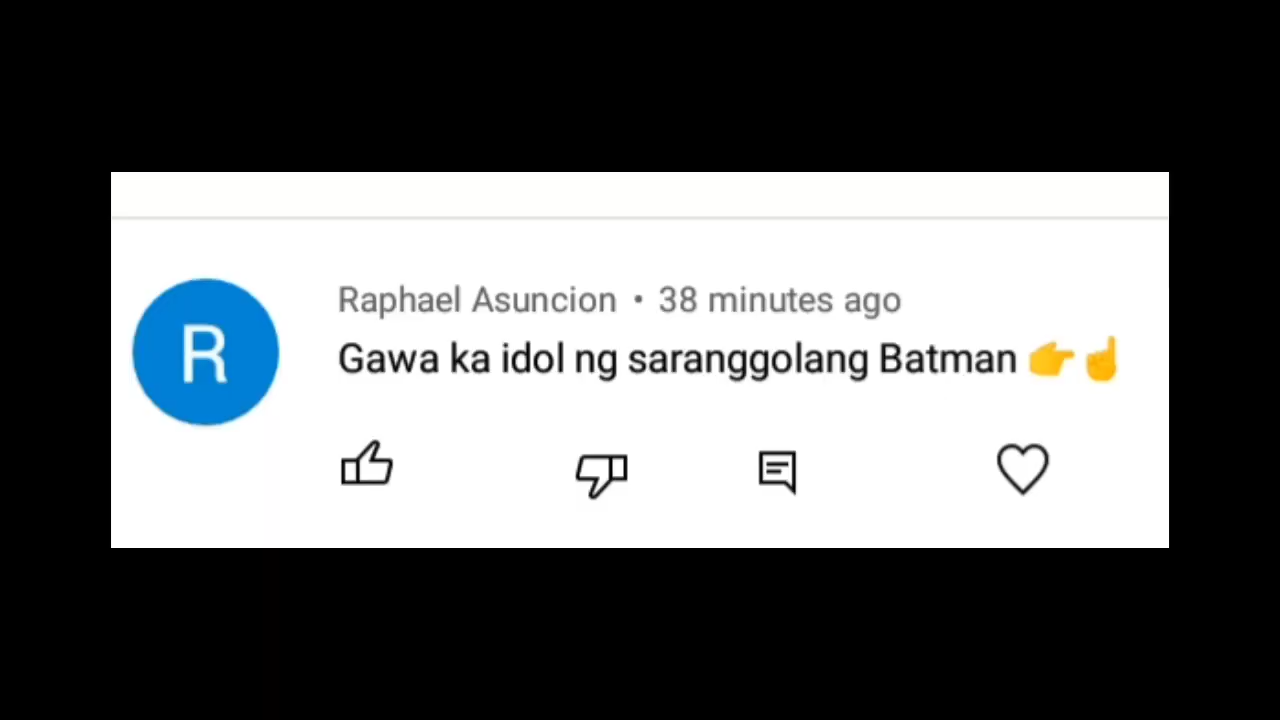 R
Raphael Asuncion • 38 minutes ago
Gawa ka idol ng saranggolang Batman 👉☝️